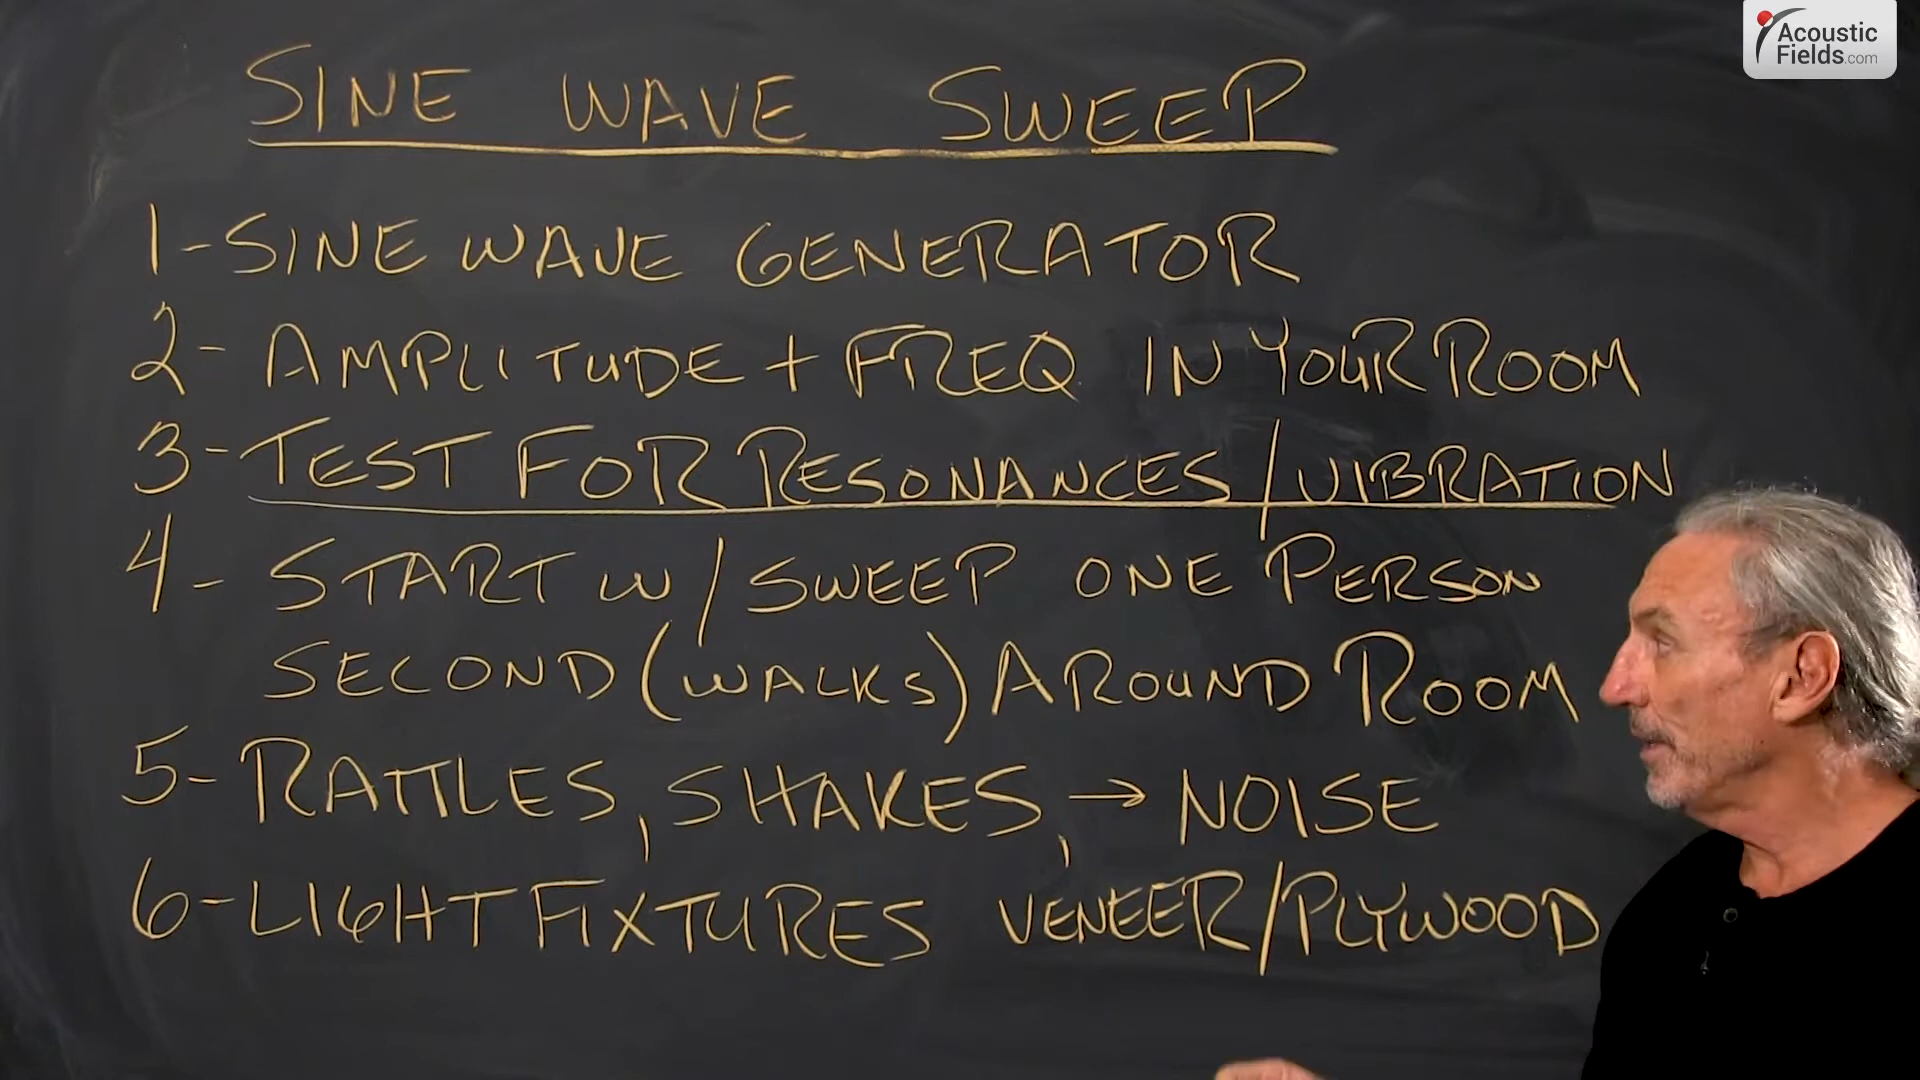 Acoustic
Fields.com
SINE WAVE SWEEP
1-SINE WAVE GENERATOR
2- AMPLITUDE + FREQ IN YOUR ROOM
3- TEST FOR RESONANCES/VIBRATION
4- START W/SWEEP ONE PERSON
SECOND (WALKS) AROUND ROOM
5- RATTLES, SHAKES, → NOISE
6-LIGHT FIXTURES VENEER/PLYWOOD